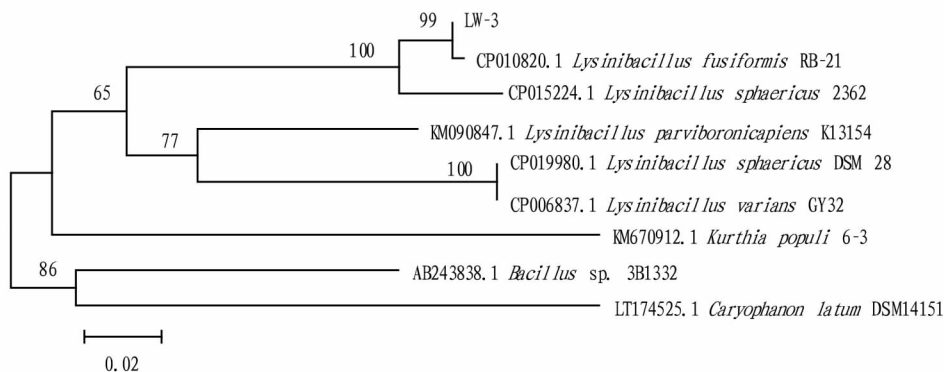 99 LW-3
100 CP010820.1 Lysinibacillus fusiformis RB-21
CP015224.1 Lysinibacillus sphaericus 2362
65
KM090847.1 Lysinibacillus parviboronicapiens K13154
77
CP019980.1 Lysinibacillus sphaericus DSM 28
100
CP006837.1 Lysinibacillus varians GY32
KM670912.1 Kurthia populi 6-3
86 AB243838.1 Bacillus sp. 3B1332
LT174525.1 Caryophanon latum DSM14151
0.02